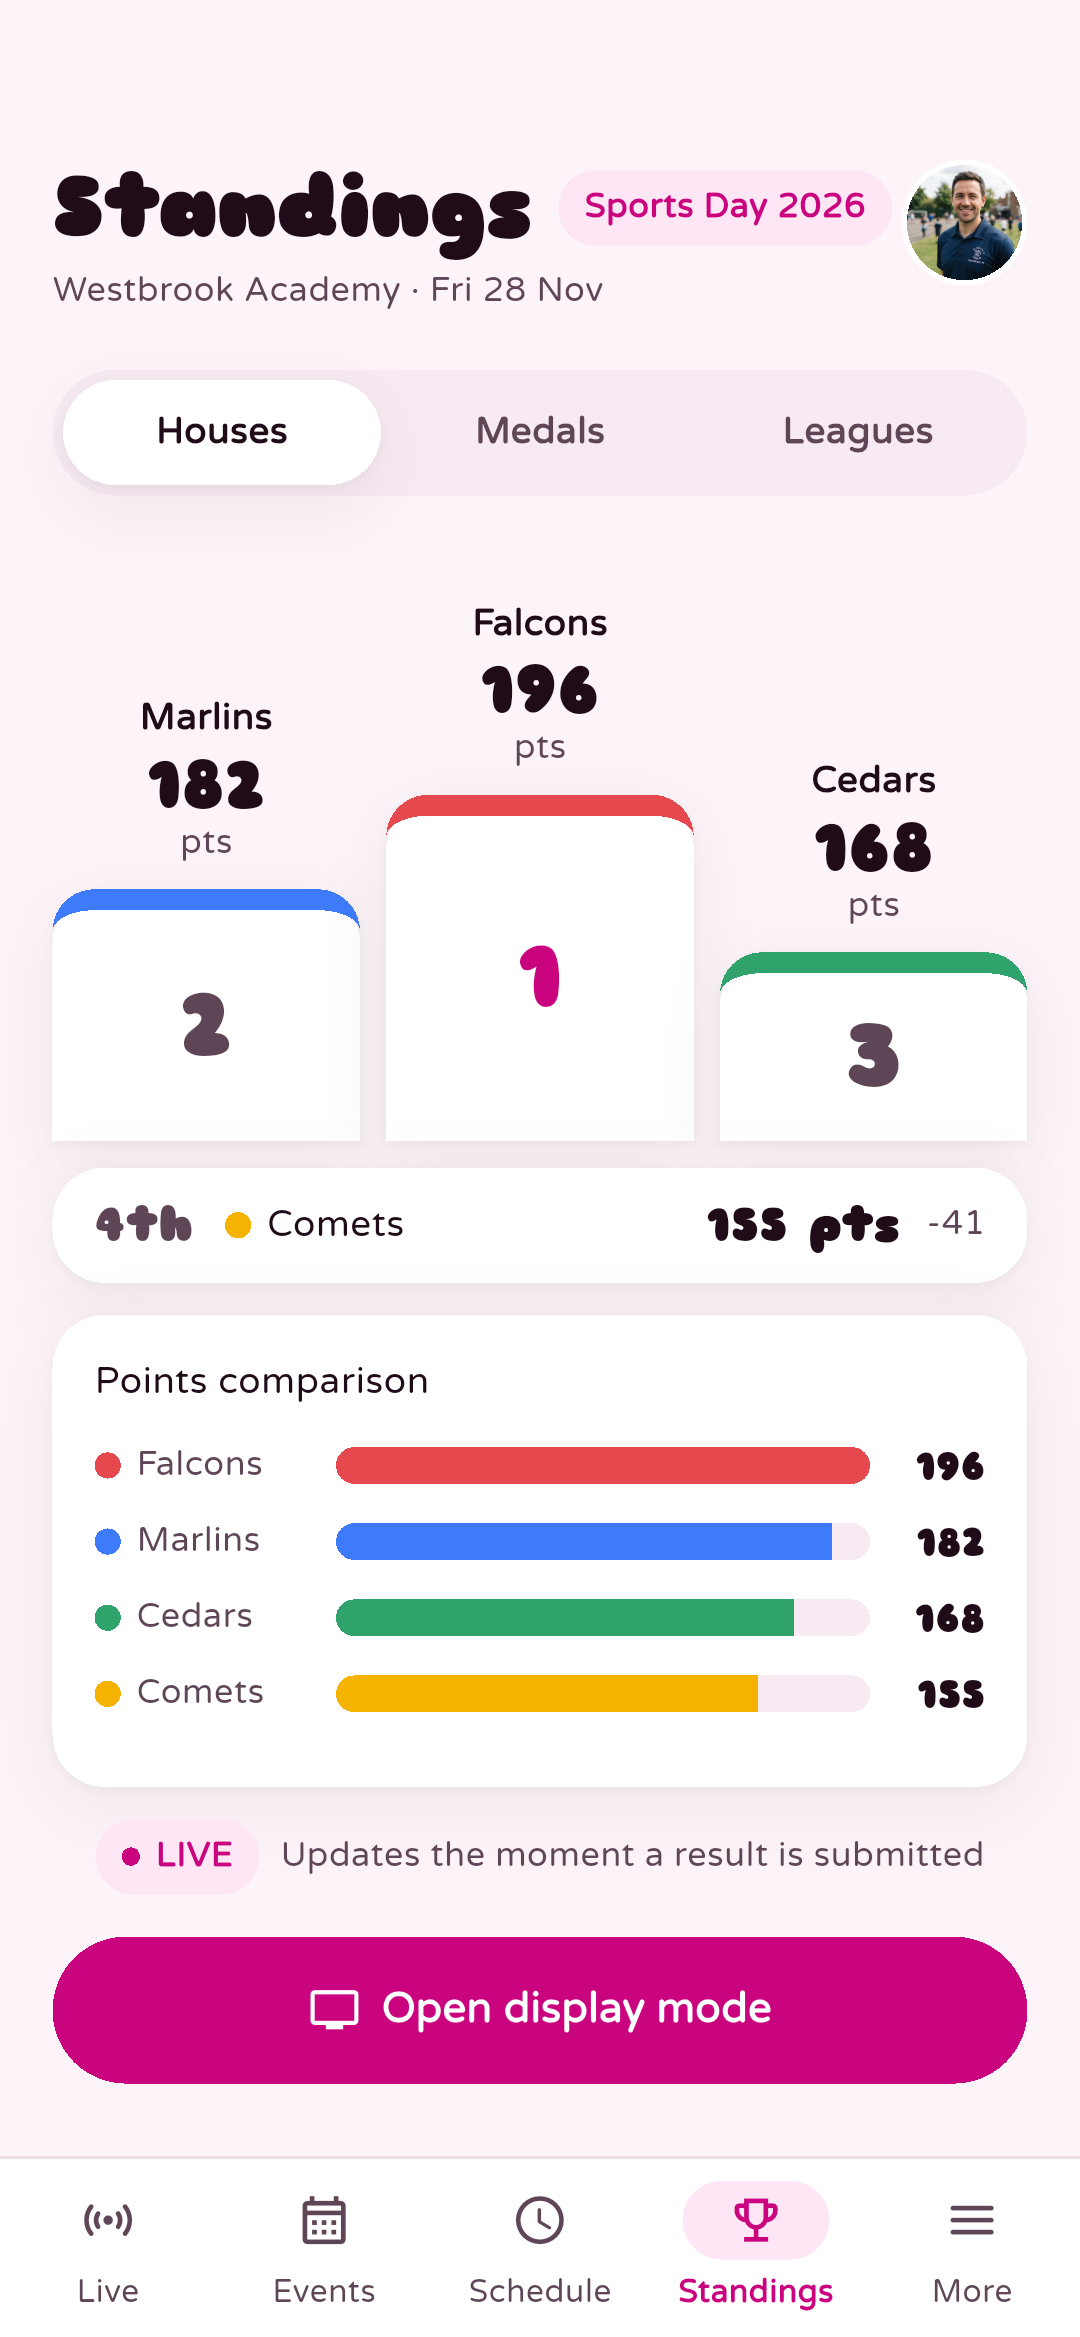 Standings
Sports Day 2026
Westbrook Academy · Fri 28 Nov
Houses
Medals
Leagues
Falcons
196
pts
Marlins
182
pts
Cedars
168
pts
1
2
3
4th
Comets
155 pts
-41
Points comparison
Falcons
196
Marlins
182
Cedars
168
Comets
155
LIVE
Updates the moment a result is submitted
Open display mode
Live
Events
Schedule
Standings
More